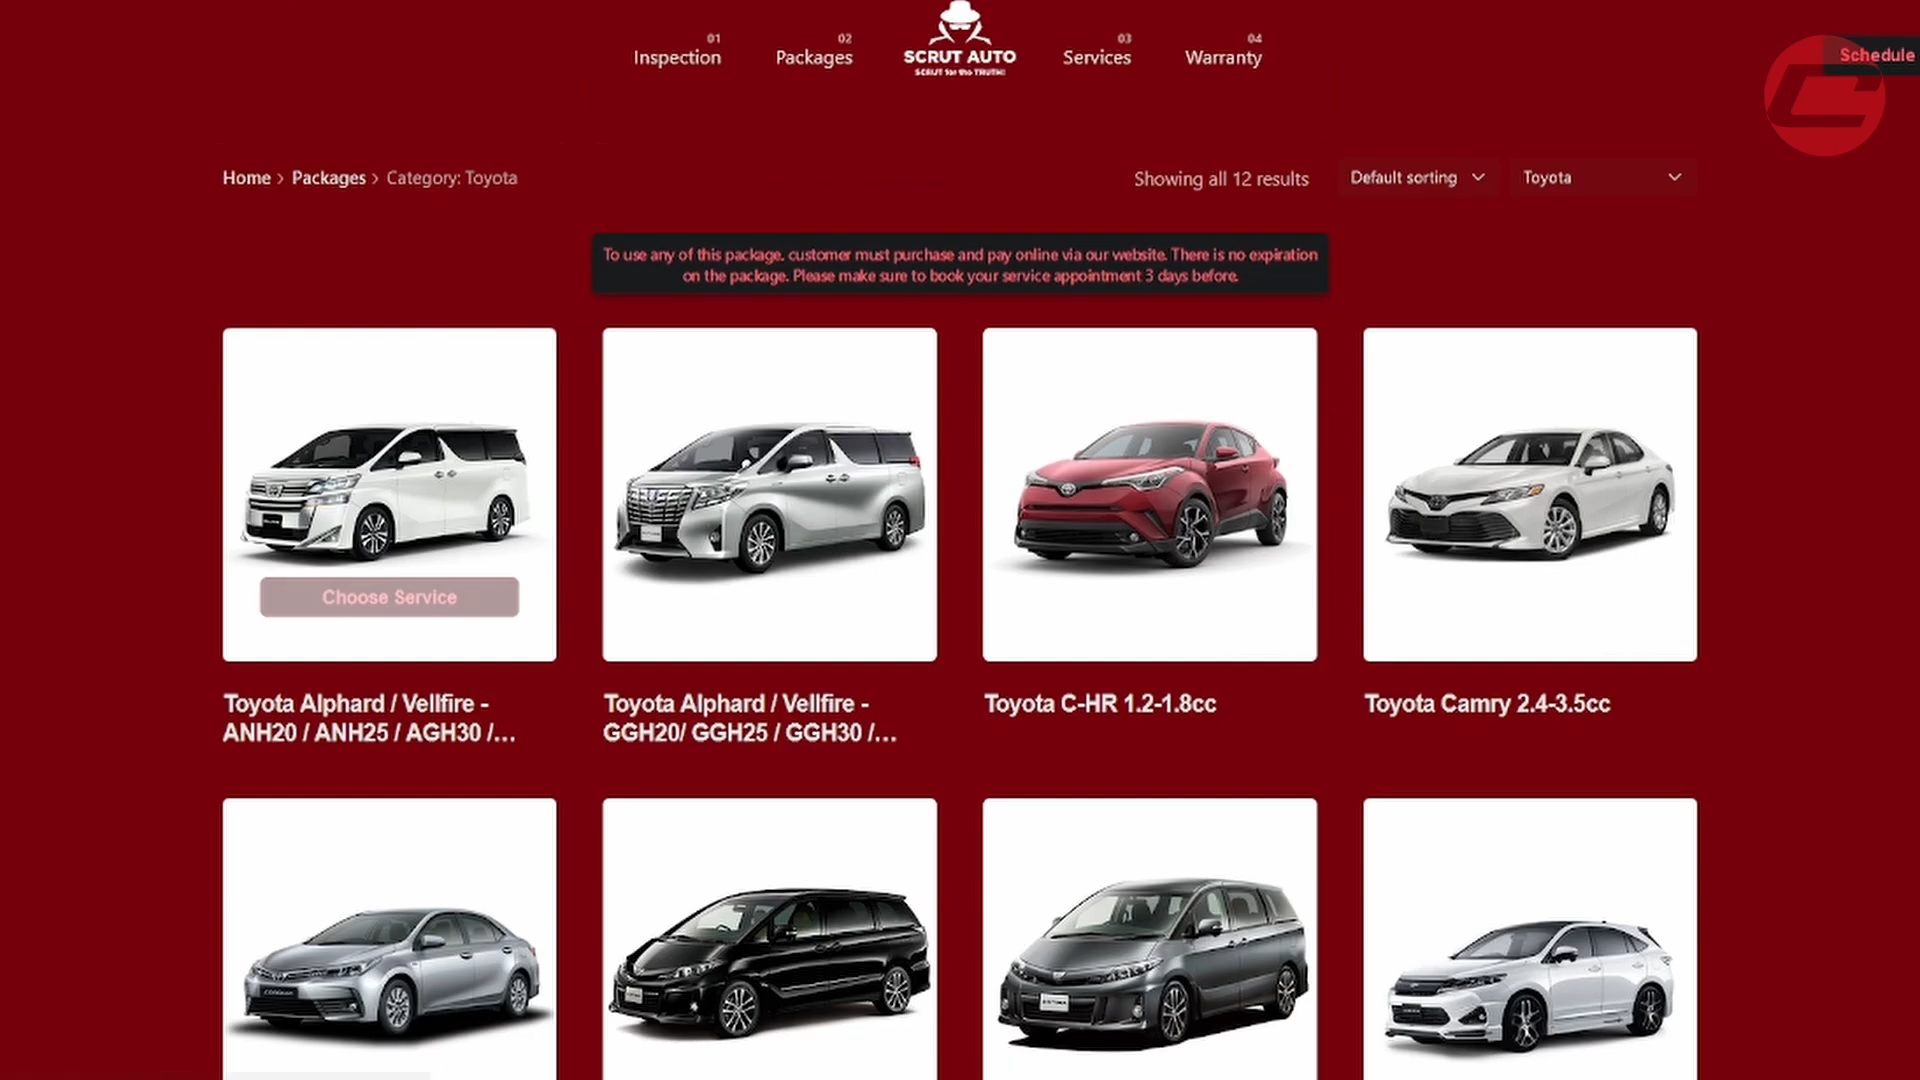 01
Inspection
02
Packages
SCRUT AUTO
SCRUT for the TRUTH!
03
Services
04
Warranty
Schedule
Home > Packages > Category: Toyota
Showing all 12 results
Default sorting
Toyota
To use any of this package, customer must purchase and pay online via our website. There is no expiration
on the package. Please make sure to book your service appointment 3 days before.
Choose Service
Toyota Alphard / Vellfire -
ANH20 / ANH25 / AGH30 /...
Toyota Alphard / Vellfire -
GGH20/ GGH25 / GGH30 /...
Toyota C-HR 1.2-1.8cc
Toyota Camry 2.4-3.5cc